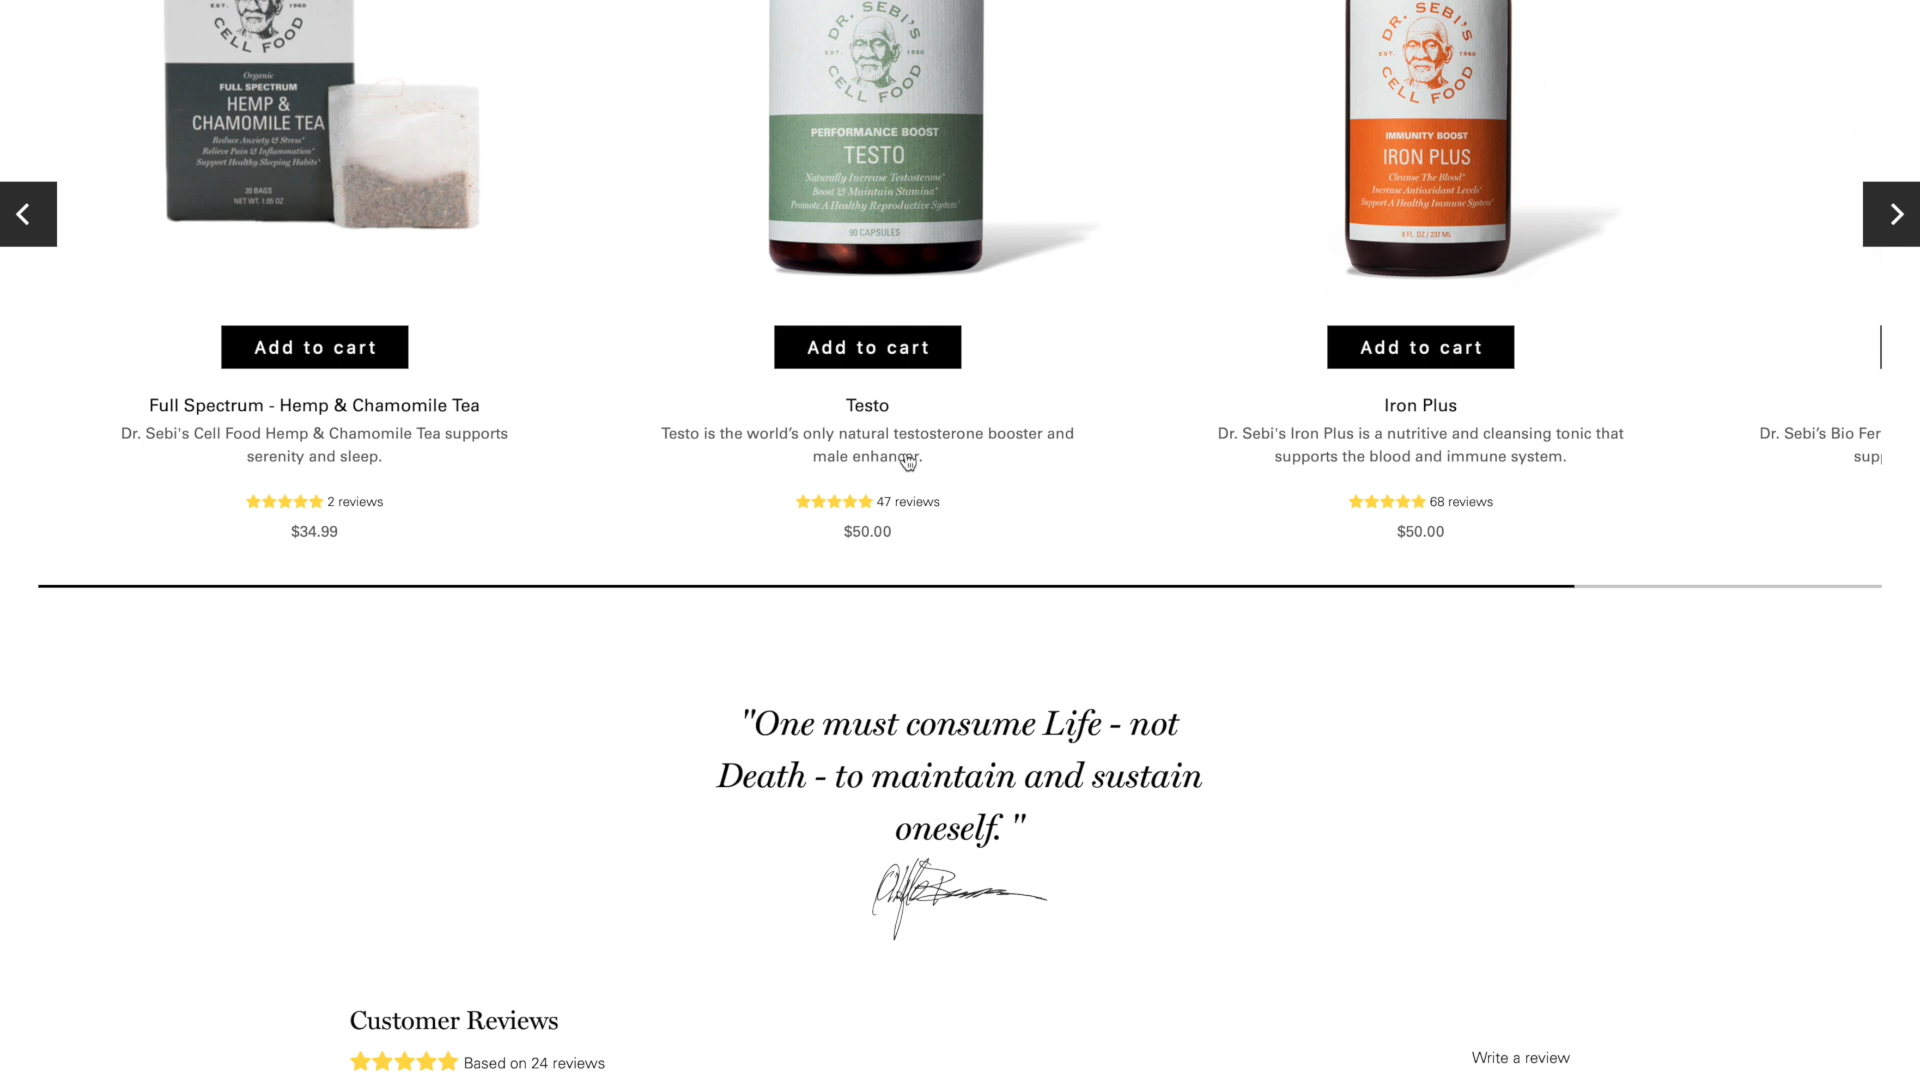 EST. 1960
CELL FOOD
Organic
FULL SPECTRUM
HEMP &
CHAMOMILE TEA
Reduce Anxiety & Stress*
Relieve Pain & Inflammation*
Support Healthy Sleeping Habits*
20 BAGS
NET WT. 1.05 OZ
DR. SEBI'S
EST. 1960
CELL FOOD
PERFORMANCE BOOST
TESTO
Naturally Increase Testosterone*
Boost & Maintain Stamina*
Promote A Healthy Reproductive System*
90 CAPSULES
DR. SEBI'S
EST. 1960
CELL FOOD
IMMUNITY BOOST
IRON PLUS
Cleanse The Blood*
Increase Antioxidant Levels*
Support A Healthy Immune System*
8 FL. OZ / 237 ML
Add to cart
Add to cart
Add to cart
Full Spectrum - Hemp & Chamomile Tea
Dr. Sebi's Cell Food Hemp & Chamomile Tea supports
serenity and sleep.
2 reviews
$34.99
Testo
Testo is the world’s only natural testosterone booster and
male enhancer.
47 reviews
$50.00
Iron Plus
Dr. Sebi's Iron Plus is a nutritive and cleansing tonic that
supports the blood and immune system.
68 reviews
$50.00
Dr. Sebi’s Bio Fer
"One must consume Life - not
Death - to maintain and sustain
oneself. "
Customer Reviews
Based on 24 reviews
Write a review